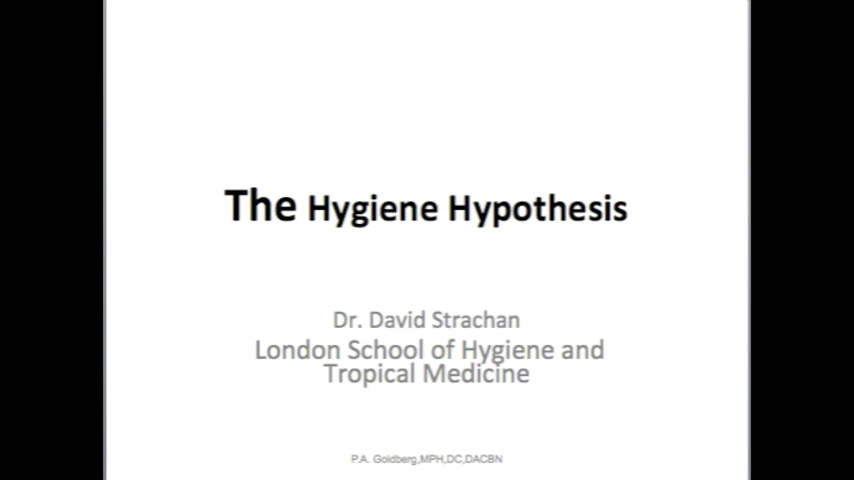 The Hygiene Hypothesis
Dr. David Strachan
London School of Hygiene and
Tropical Medicine
P.A. Goldberg,MPH,DC,DACBN